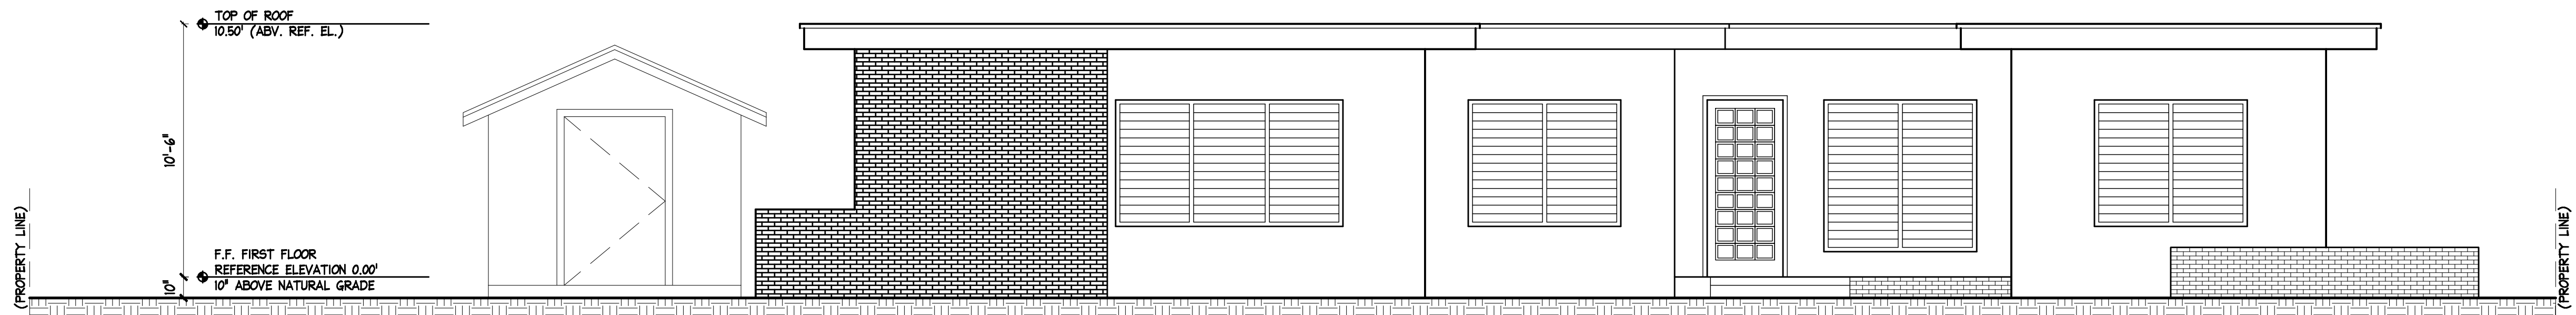 TOP OF ROOF
10.50' (ABV. REF. EL.)
10'-6"
(PROPERTY LINE)
F.F. FIRST FLOOR
REFERENCE ELEVATION 0.00'
10" ABOVE NATURAL GRADE
10"
(PROPERTY LINE)